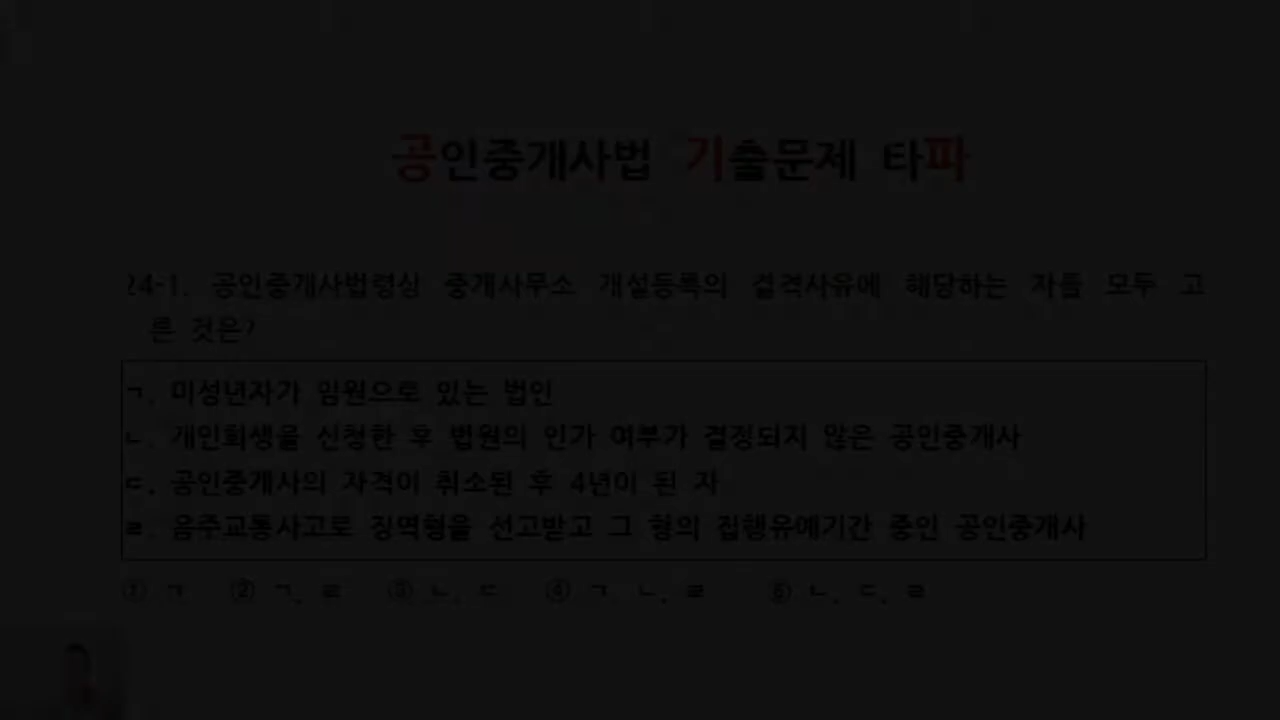 공인중개사법 기출문제 타파
24-1. 공인중개사법령상 중개사무소 개설등록의 결격사유에 해당하는 자를 모두 고
른 것은?
ㄱ. 미성년자가 임원으로 있는 법인
ㄴ. 개인회생을 신청한 후 법원의 인가 여부가 결정되지 않은 공인중개사
ㄷ. 공인중개사의 자격이 취소된 후 4년이 된 자
ㄹ. 음주교통사고로 징역형을 선고받고 그 형의 집행유예기간 중인 공인중개사
① ㄱ ② ㄱ, ㄹ ③ ㄴ, ㄷ ④ ㄱ, ㄴ, ㄹ ⑤ ㄴ, ㄷ, ㄹ